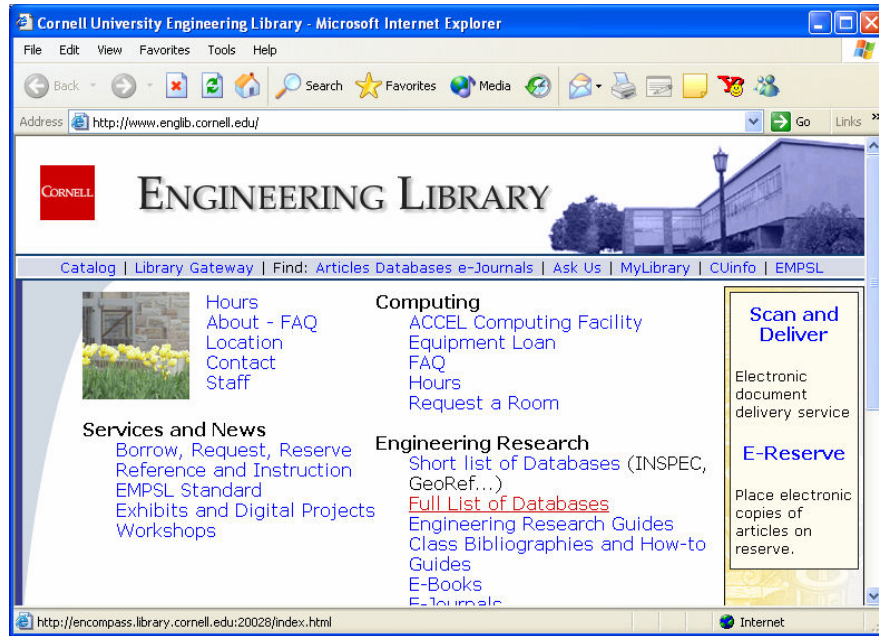 Cornell University Engineering Library - Microsoft Internet Explorer
File Edit View Favorites Tools Help
Back Search Favorites Media
Address http://www.englib.cornell.edu/ Go Links »
CORNELL
ENGINEERING LIBRARY
Catalog | Library Gateway | Find: Articles Databases e-Journals | Ask Us | MyLibrary | CUinfo | EMPSL
Hours
About - FAQ
Location
Contact
Staff
Services and News
Borrow, Request, Reserve
Reference and Instruction
EMPSL Standard
Exhibits and Digital Projects
Workshops
Computing
ACCEL Computing Facility
Equipment Loan
FAQ
Hours
Request a Room
Engineering Research
Short list of Databases (INSPEC,
GeoRef...)
Full List of Databases
Engineering Research Guides
Class Bibliographies and How-to
Guides
E-Books
E-Journals
Scan and
Deliver
Electronic
document
delivery service
E-Reserve
Place electronic
copies of
articles on
reserve.
http://encompass.library.cornell.edu:20028/index.html Internet